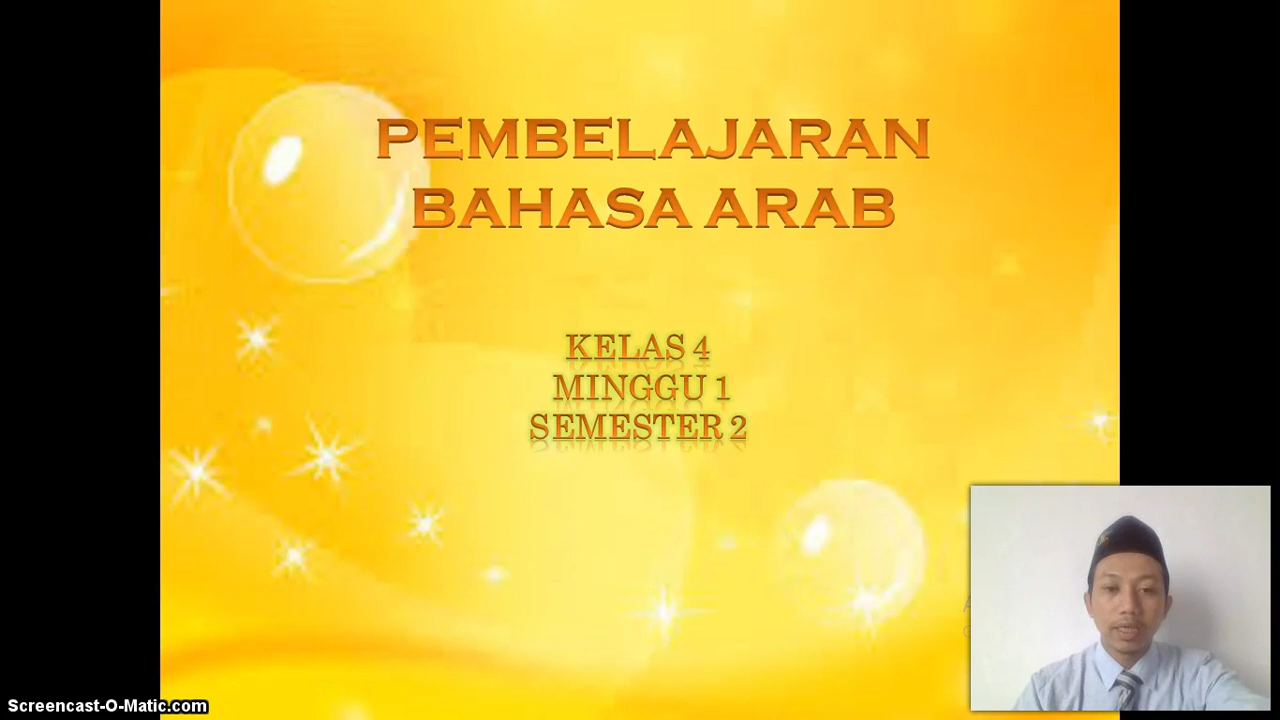 PEMBELAJARAN
BAHASA ARAB
KELAS 4
MINGGU 1
SEMESTER 2
Screencast-O-Matic.com